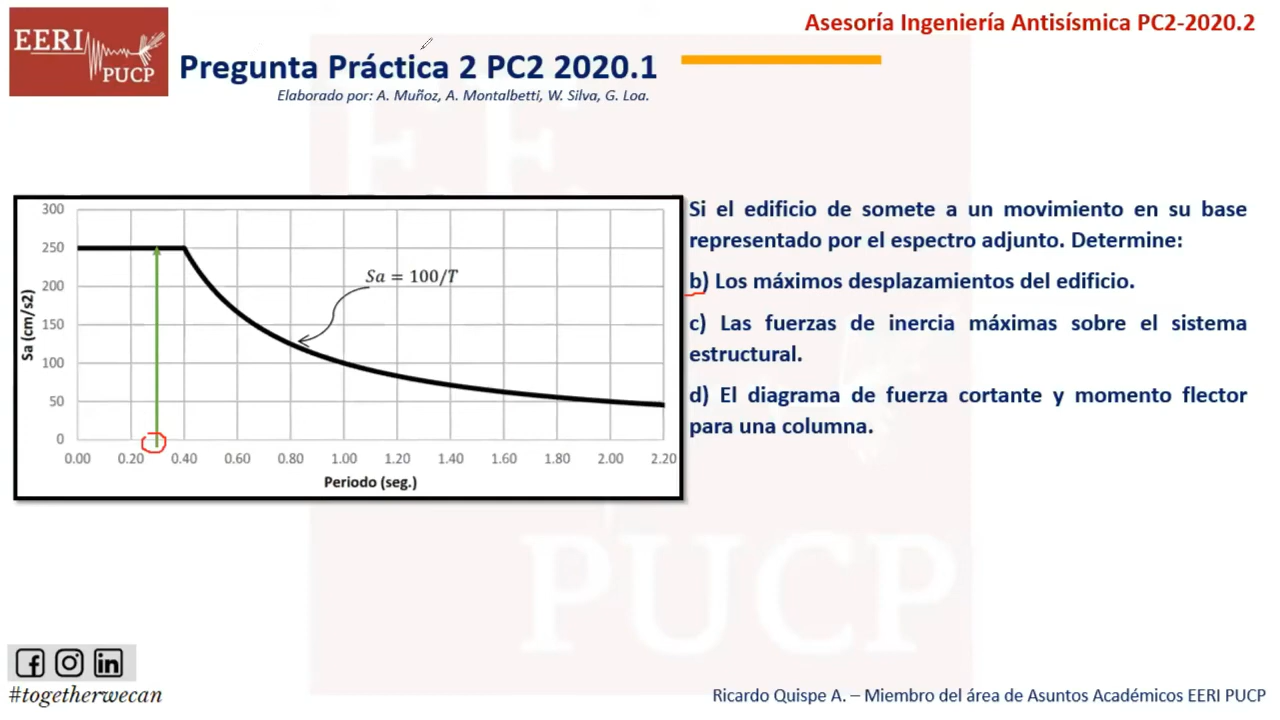 EERI
PUCP
Asesoría Ingeniería Antisísmica PC2-2020.2
Pregunta Práctica 2 PC2 2020.1
Elaborado por: A. Muñoz, A. Montalbetti, W. Silva, G. Loa.
300
250
200
150
100
50
0
Sa (cm/s2)
Sa = 100/T
0.00 0.20 0.40 0.60 0.80 1.00 1.20 1.40 1.60 1.80 2.00 2.20
Periodo (seg.)
Si el edificio de somete a un movimiento en su base
representado por el espectro adjunto. Determine:
b) Los máximos desplazamientos del edificio.
c) Las fuerzas de inercia máximas sobre el sistema
estructural.
d) El diagrama de fuerza cortante y momento flector
para una columna.
PUCP
#togetherwecan
Ricardo Quispe A. – Miembro del área de Asuntos Académicos EERI PUCP